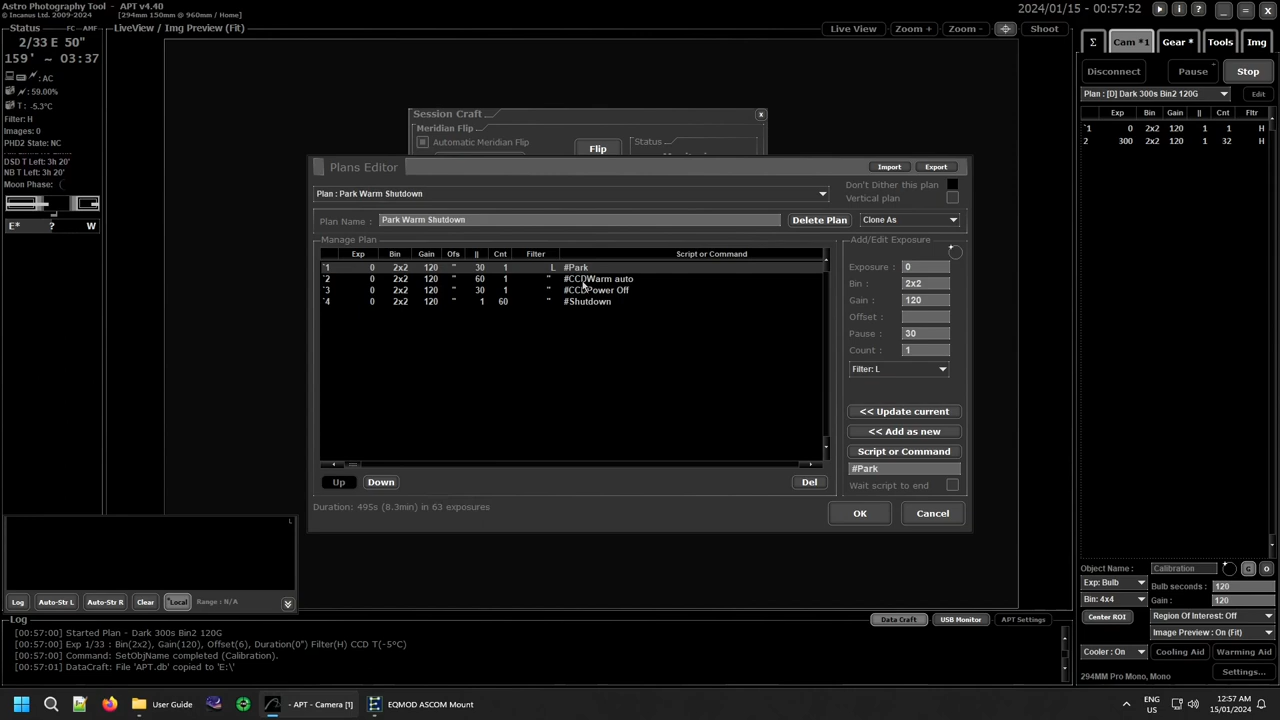 Astro Photography Tool - APT v4.40
© Incanus Ltd. 2009-2024
[294mm 150mm @ 960mm / Home]
2024/01/15 - 00:57:52
Status
FC - AMF
LiveView / Img Preview (Fit)
Live View
Zoom +
Zoom -
Shoot
Σ
Cam *1
Gear *
Tools
Img
2/33 E 50"
159' ~ 03:37
: AC
: 59.00%
T : -5.3°C
Filter: H
Images: 0
PHD2 State: NC
DSD T Left: 3h 20'
NB T Left: 3h 20'
Moon Phase:
E*
?
W
Disconnect
Pause
Stop
Plan : [D] Dark 300s Bin2 120G
Edit
Exp Bin Gain || Cnt Fltr
`1 0 2x2 120 1 1 H
2 300 2x2 120 1 32 H
Session Craft
x
Meridian Flip
Automatic Meridian Flip
Flip
Status
Plans Editor
Import
Export
Plan : Park Warm Shutdown
Don't Dither this plan
Vertical plan
Plan Name :
Park Warm Shutdown
Delete Plan
Clone As
Manage Plan
Add/Edit Exposure
Exp Bin Gain Ofs || Cnt Filter Script or Command
`1 0 2x2 120 " 30 1 L #Park
`2 0 2x2 120 " 60 1 " #CCDWarm auto
`3 0 2x2 120 " 30 1 " #CCDPower Off
`4 0 2x2 120 " 1 60 " #Shutdown
Exposure : 0
Bin : 2x2
Gain : 120
Offset :
Pause : 30
Count : 1
Filter: L
<< Update current
<< Add as new
Script or Command
#Park
Wait script to end
Up
Down
Del
Duration: 495s (8.3min) in 63 exposures
OK
Cancel
L
Log
Auto-Str L
Auto-Str R
Clear
*Local
Range : N/A
Object Name :
Calibration
G
O
Exp: Bulb
Bulb seconds :
120
Bin: 4x4
Gain :
120
Center ROI
Region Of Interest: Off
Image Preview : On (Fit)
Cooler : On
Cooling Aid
Warming Aid
294MM Pro Mono, Mono
Settings...
Log
Data Craft
USB Monitor
APT Settings
[00:57:00] Started Plan - Dark 300s Bin2 120G
[00:57:00] Exp 1/33 : Bin(2x2), Gain(120), Offset(6), Duration(0") Filter(H) CCD T(-5°C)
[00:57:00] Command: SetObjName completed (Calibration).
[00:57:01] DataCraft: File 'APT.db' copied to 'E:\'
User Guide
- APT - Camera [1]
EQMOD ASCOM Mount
ENG
US
12:57 AM
15/01/2024